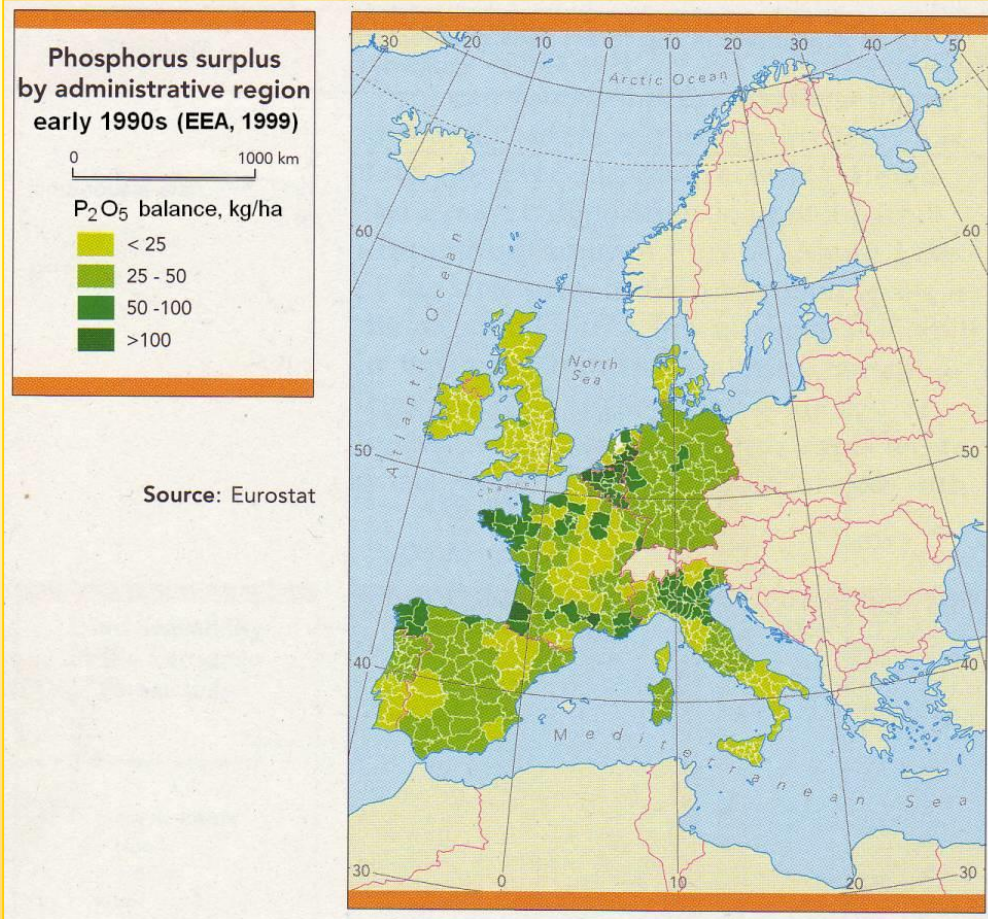 Phosphorus surplus
by administrative region
early 1990s (EEA, 1999)
0 1000 km
P2O5 balance, kg/ha
< 25
25 - 50
50 -100
>100
Source: Eurostat
30 20 10 0 10 20 30 40 50
Arctic Ocean
60 60
Atlantic Ocean
North
Sea
50 50
Channel
40 40
Mediterranean Sea
30 0 10 20 30